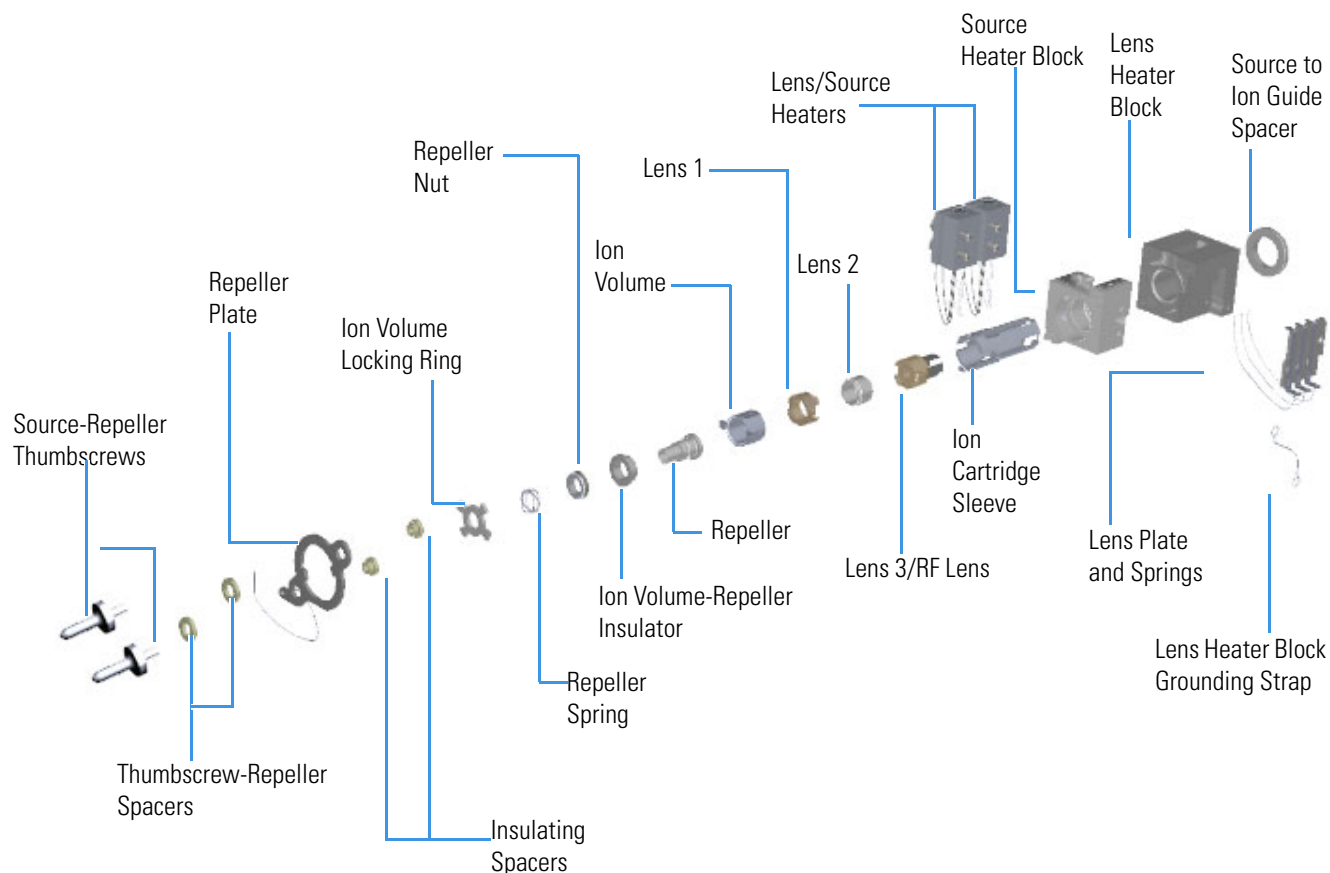 Source
Heater Block
Lens
Heater
Block
Source to
Ion Guide
Spacer
Lens/Source
Heaters
Repeller
Nut
Lens 1
Ion
Volume
Lens 2
Repeller
Plate
Ion Volume
Locking Ring
Source-Repeller
Thumbscrews
Ion
Cartridge
Sleeve
Repeller
Lens 3/RF Lens
Lens Plate
and Springs
Ion Volume-Repeller
Insulator
Lens Heater Block
Grounding Strap
Repeller
Spring
Thumbscrew-Repeller
Spacers
Insulating
Spacers